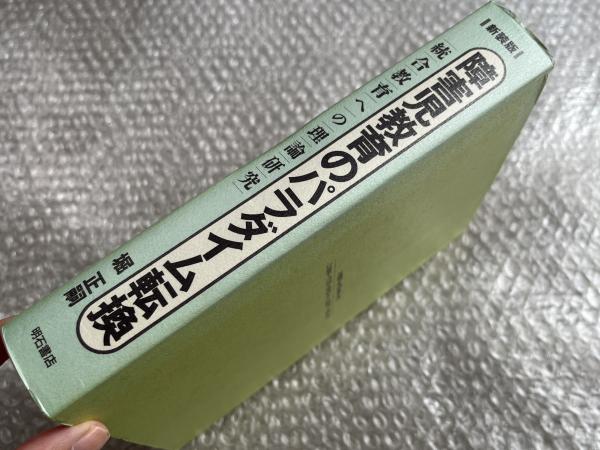 新装版
障害児教育のパラダイム転換
統合教育への理論研究
堀 正嗣
明石書店